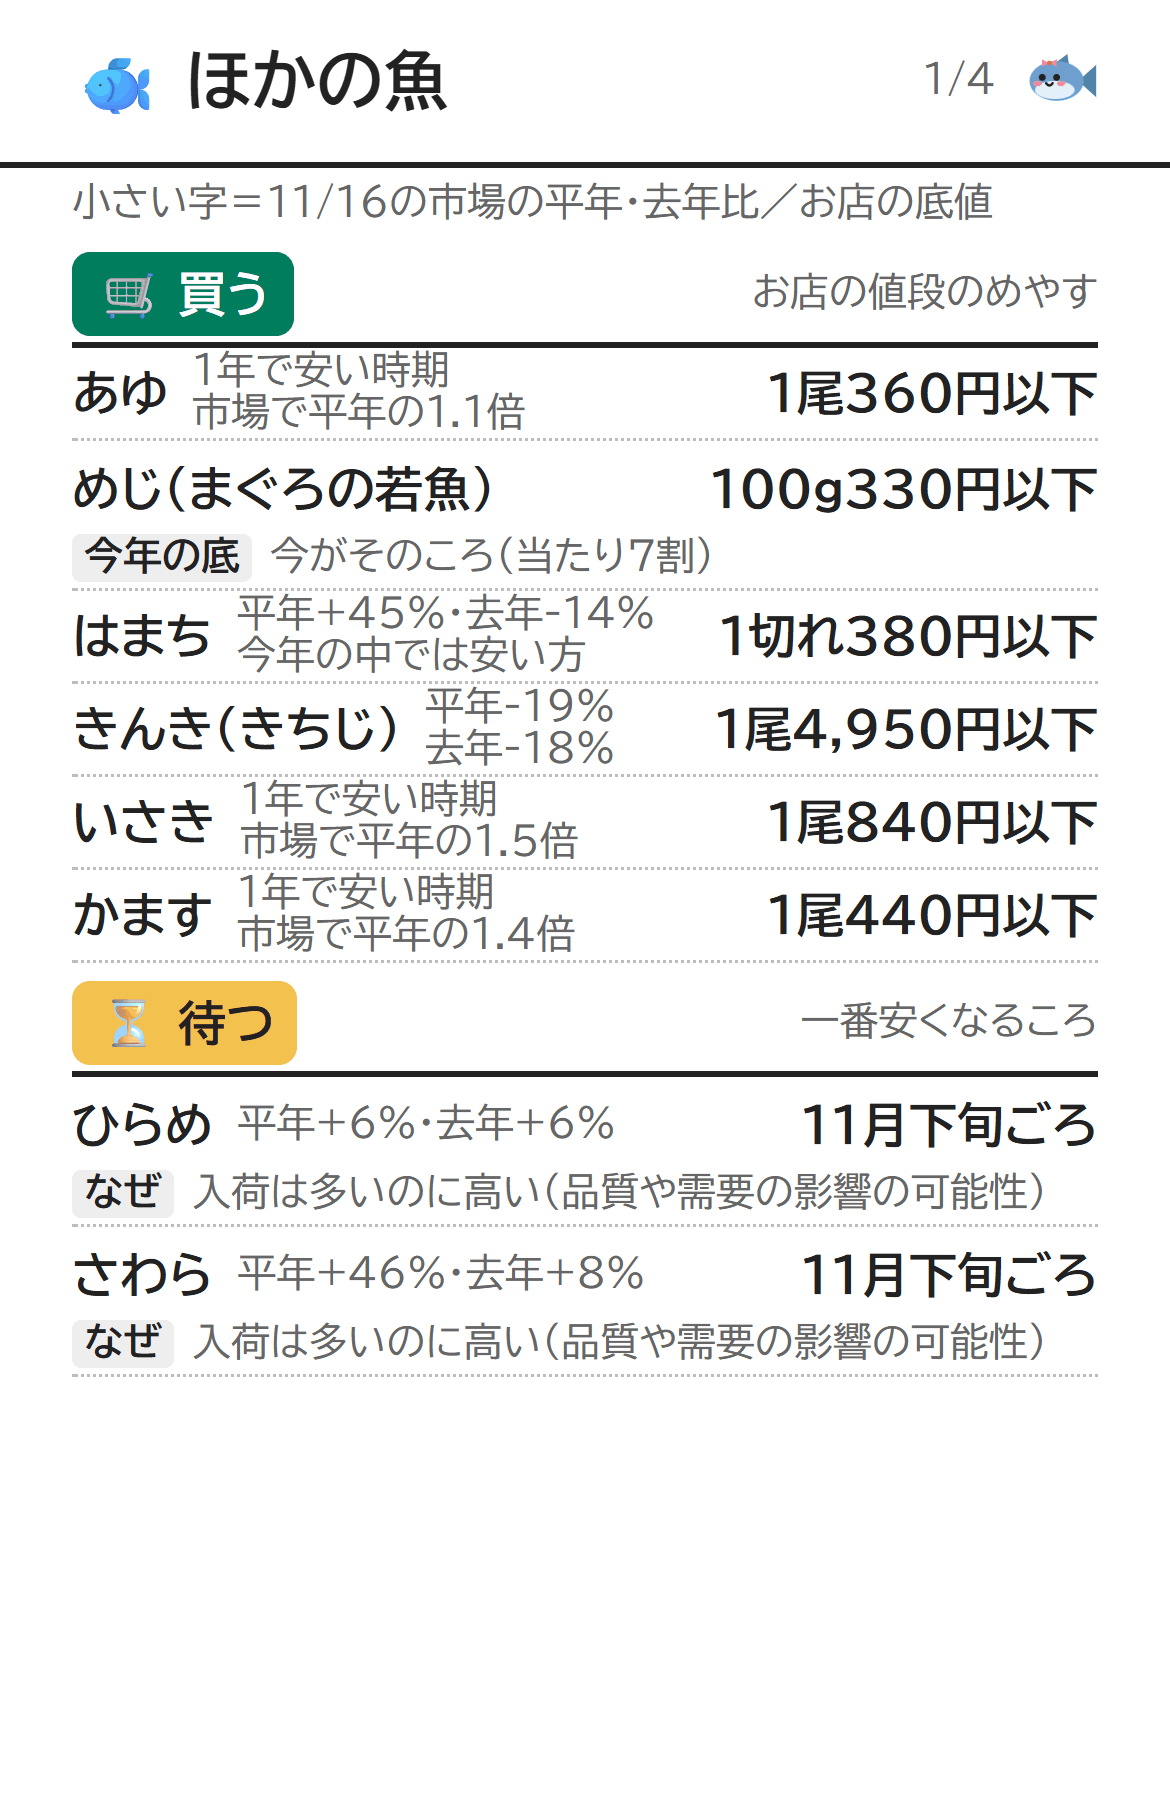 ほかの魚
1/4
小さい字＝11/16の市場の平年・去年比／お店の底値
買う
お店の値段のめやす
あゆ
1年で安い時期
市場で平年の1.1倍
1尾360円以下
めじ（まぐろの若魚）
100g330円以下
今年の底 今がそのころ（当たり7割）
はまち
平年+45%・去年-14%
今年の中では安い方
1切れ380円以下
きんき（きちじ）
平年-19%
去年-18%
1尾4,950円以下
いさき
1年で安い時期
市場で平年の1.5倍
1尾840円以下
かます
1年で安い時期
市場で平年の1.4倍
1尾440円以下
待つ
一番安くなるころ
ひらめ 平年+6%・去年+6%
11月下旬ごろ
なぜ 入荷は多いのに高い（品質や需要の影響の可能性）
さわら 平年+46%・去年+8%
11月下旬ごろ
なぜ 入荷は多いのに高い（品質や需要の影響の可能性）